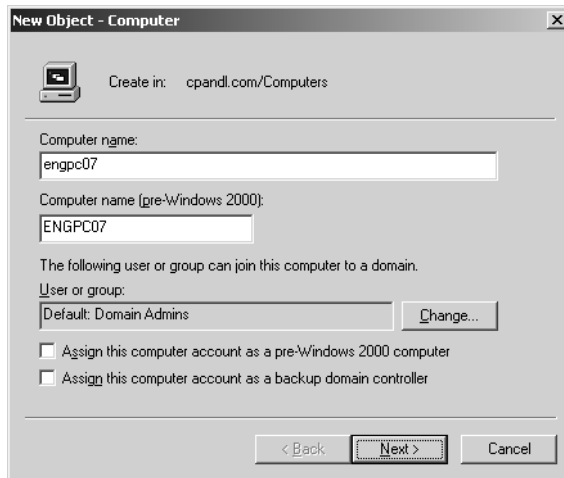 New Object - Computer
Create in: cpandl.com/Computers
Computer name:
engpc07
Computer name (pre-Windows 2000):
ENGPC07
The following user or group can join this computer to a domain.
User or group:
Default: Domain Admins
Change...
Assign this computer account as a pre-Windows 2000 computer
Assign this computer account as a backup domain controller
< Back Next > Cancel